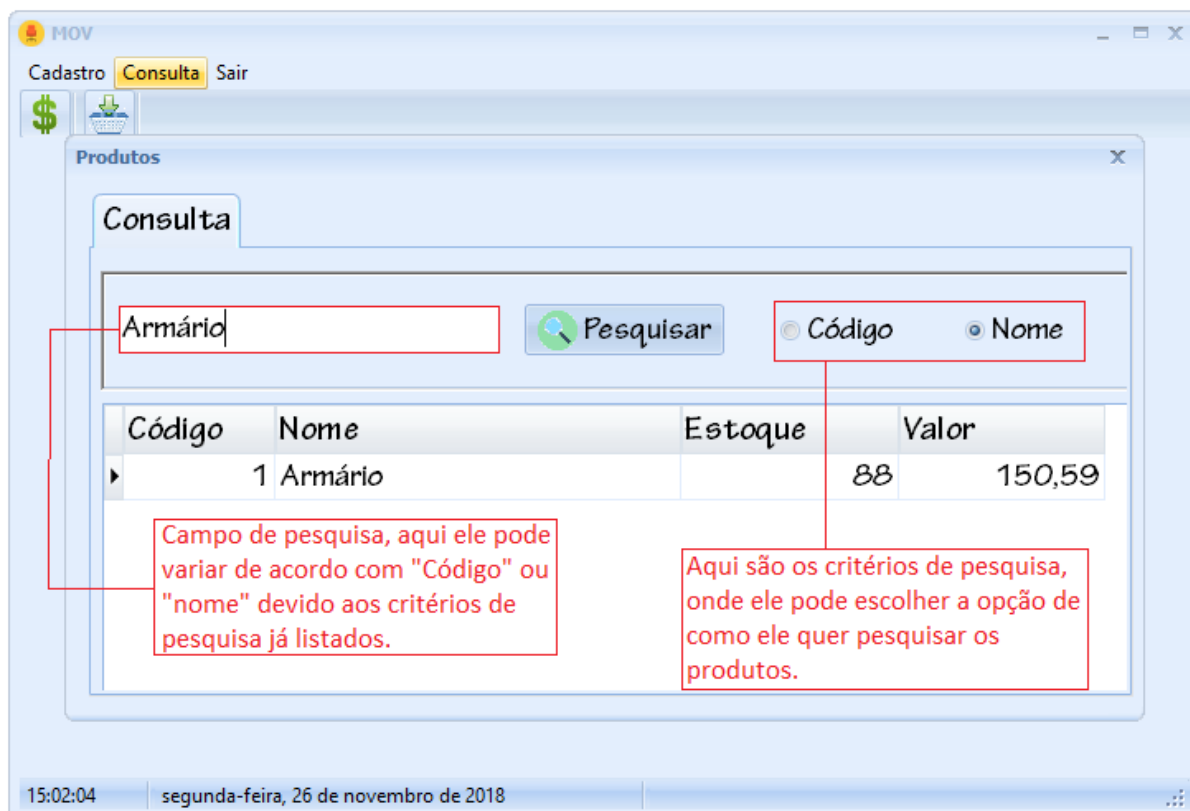 MOV
Cadastro Consulta Sair
Produtos
Consulta
Armário Pesquisar Código Nome
Código Nome Estoque Valor
1 Armário 88 150,59
Campo de pesquisa, aqui ele pode
variar de acordo com "Código" ou
"nome" devido aos critérios de
pesquisa já listados.
Aqui são os critérios de pesquisa,
onde ele pode escolher a opção de
como ele quer pesquisar os
produtos.
15:02:04 segunda-feira, 26 de novembro de 2018